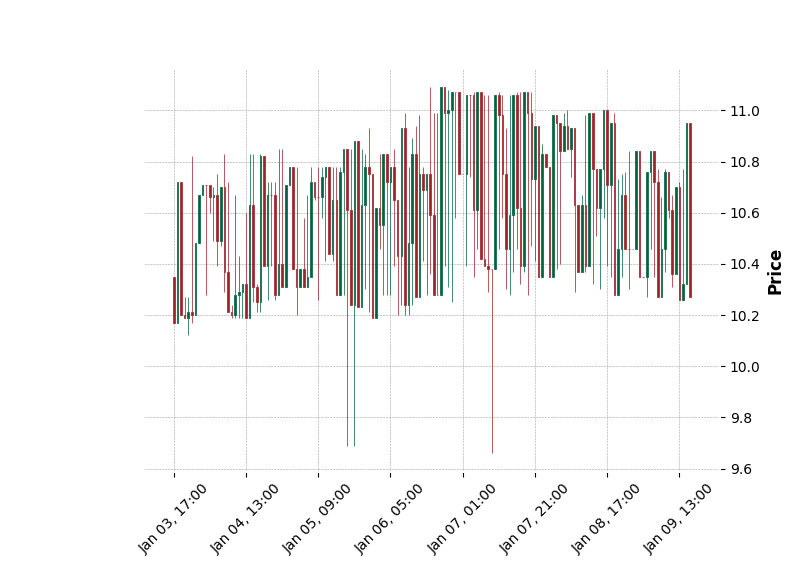 11.0
10.8
10.6
10.4
10.2
10.0
9.8
9.6
Price
Jan 03, 17:00
Jan 04, 13:00
Jan 05, 09:00
Jan 06, 05:00
Jan 07, 01:00
Jan 07, 21:00
Jan 08, 17:00
Jan 09, 13:00